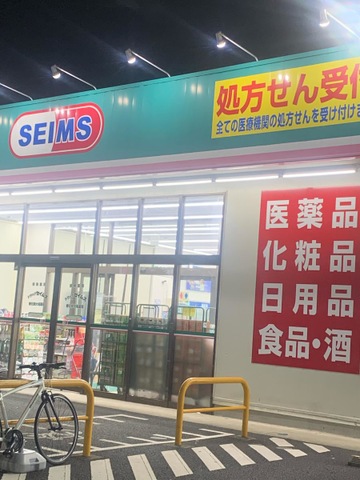 SEIMS
処方せん受付
全ての医療機関の処方せんを受け付けま
医薬品
化粧品
日用品
食品・酒